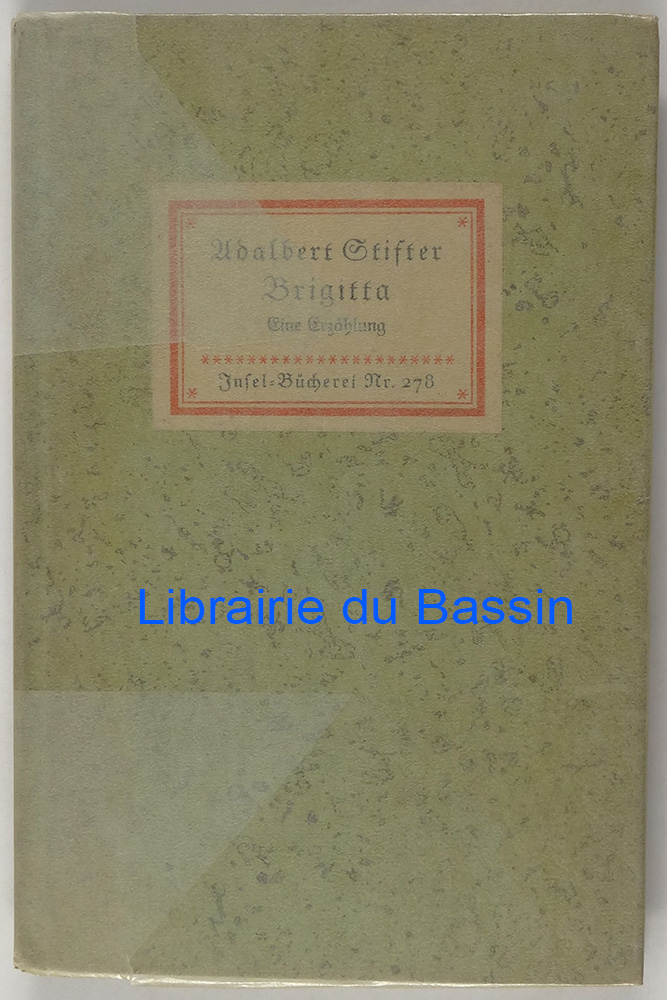 Adalbert Stifter
Brigitta
Eine Erzählung
********************
Insel-Bücherei Nr. 278
Librairie du Bassin